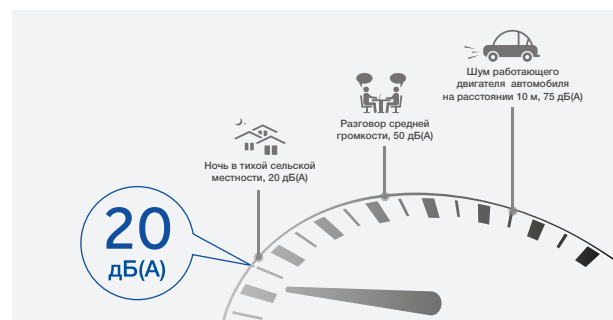 Шум работающего
двигателя автомобиля
на расстоянии 10 м, 75 дБ(А)
Разговор средней
громкости, 50 дБ(А)
Ночь в тихой сельской
местности, 20 дБ(А)
20
дБ(А)